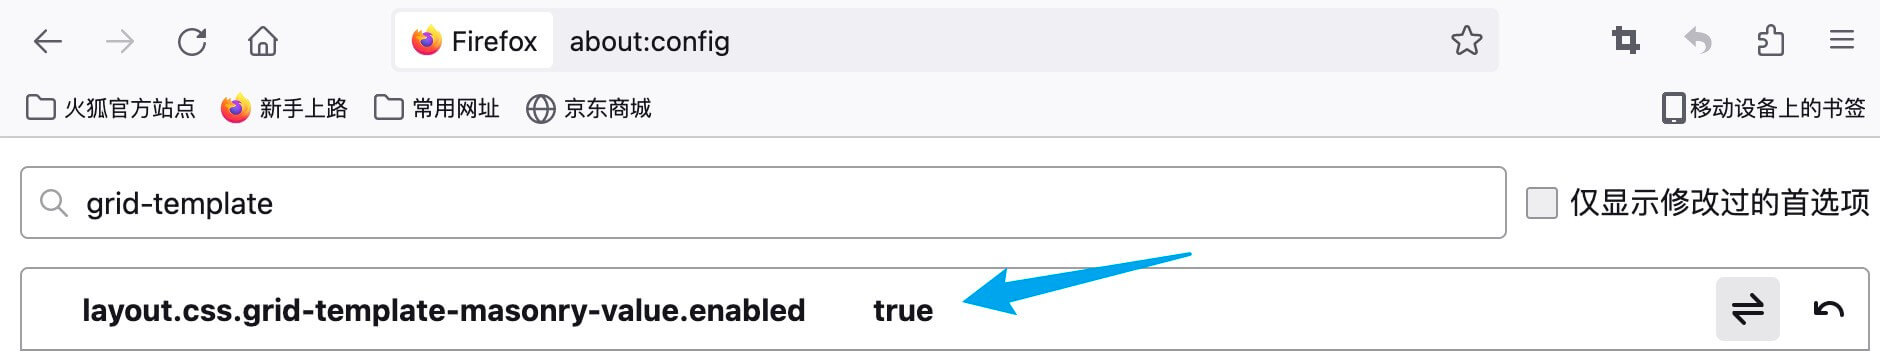 Firefox about:config
火狐官方站点 新手上路 常用网址 京东商城 移动设备上的书签
grid-template 仅显示修改过的首选项
layout.css.grid-template-masonry-value.enabled true